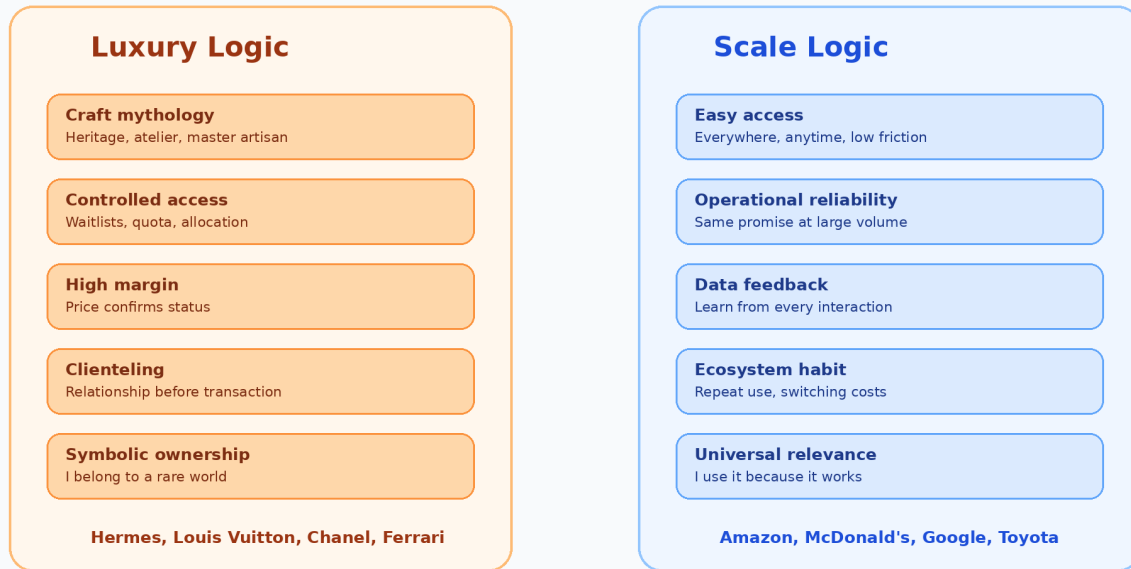 Luxury Logic
Craft mythology
Heritage, atelier, master artisan
Controlled access
Waitlists, quota, allocation
High margin
Price confirms status
Clienteling
Relationship before transaction
Symbolic ownership
I belong to a rare world
Hermes, Louis Vuitton, Chanel, Ferrari
Scale Logic
Easy access
Everywhere, anytime, low friction
Operational reliability
Same promise at large volume
Data feedback
Learn from every interaction
Ecosystem habit
Repeat use, switching costs
Universal relevance
I use it because it works
Amazon, McDonald's, Google, Toyota